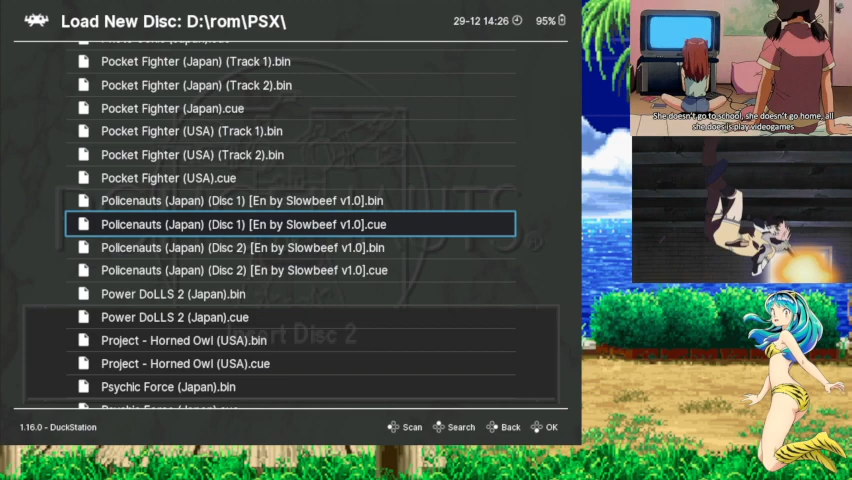 Load New Disc: D:\rom\PSX\
29-12 14:26
95%
Pocket Fighter (Japan) (Track 1).bin
Pocket Fighter (Japan) (Track 2).bin
Pocket Fighter (Japan).cue
Pocket Fighter (USA) (Track 1).bin
Pocket Fighter (USA) (Track 2).bin
Pocket Fighter (USA).cue
Policenauts (Japan) (Disc 1) [En by Slowbeef v1.0].bin
Policenauts (Japan) (Disc 1) [En by Slowbeef v1.0].cue
Policenauts (Japan) (Disc 2) [En by Slowbeef v1.0].bin
Policenauts (Japan) (Disc 2) [En by Slowbeef v1.0].cue
Power DoLLS 2 (Japan).bin
Power DoLLS 2 (Japan).cue
Insert Disc 2
Project - Horned Owl (USA).bin
Project - Horned Owl (USA).cue
Psychic Force (Japan).bin
1.16.0 - DuckStation
Scan
Search
Back
OK
She doesn't go to school, she doesn't go home, all
she does is play videogames